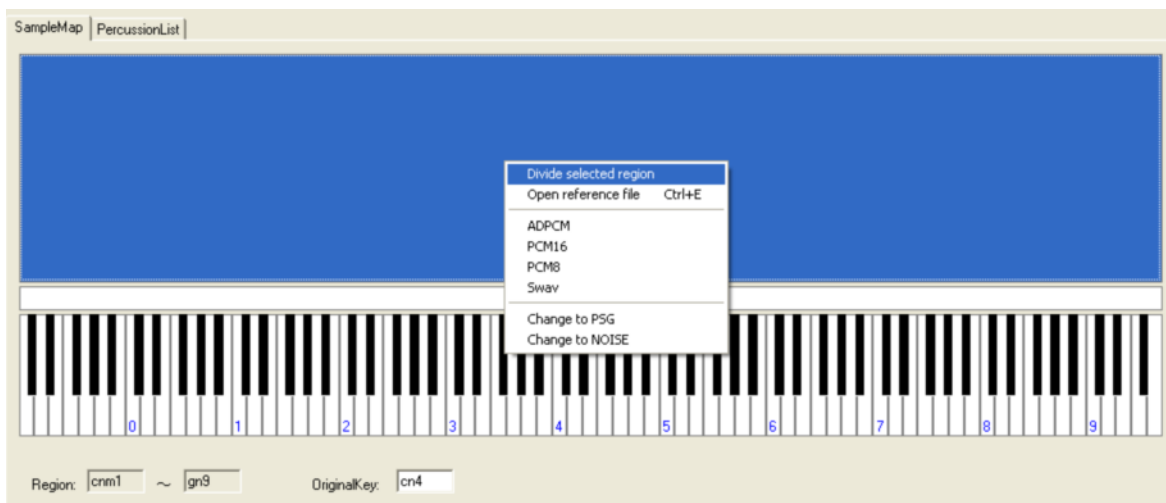 SampleMap PercussionList
Divide selected region
Open reference file Ctrl+E
ADPCM
PCM16
PCM8
Swav
Change to PSG
Change to NOISE
0 1 2 3 4 5 6 7 8 9
Region: cnm1 ~ gn9 OriginalKey: cn4